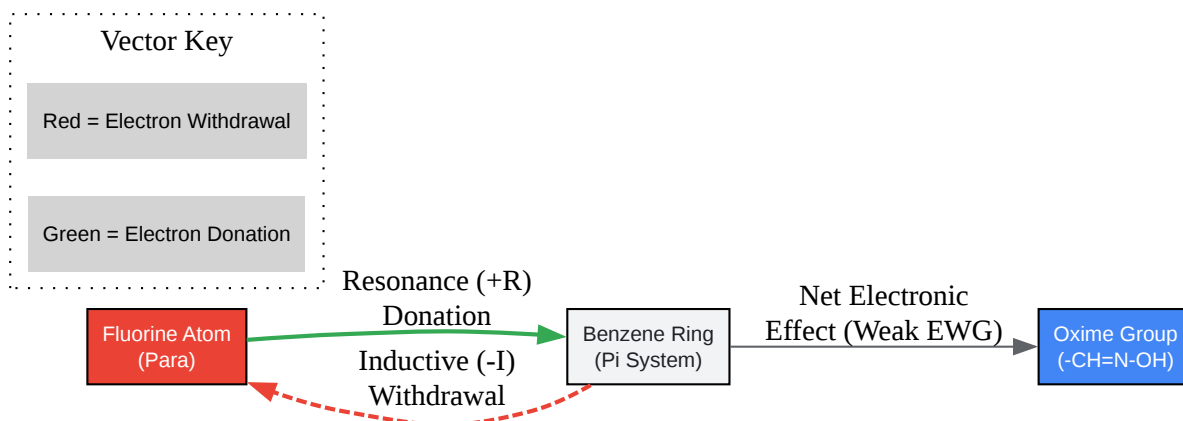 Vector Key
Red = Electron Withdrawal
Green = Electron Donation
Resonance (+R)
Donation
Fluorine Atom
(Para)
Inductive (-I)
Withdrawal
Benzene Ring
(Pi System)
Net Electronic
Effect (Weak EWG)
Oxime Group
(-CH=N-OH)